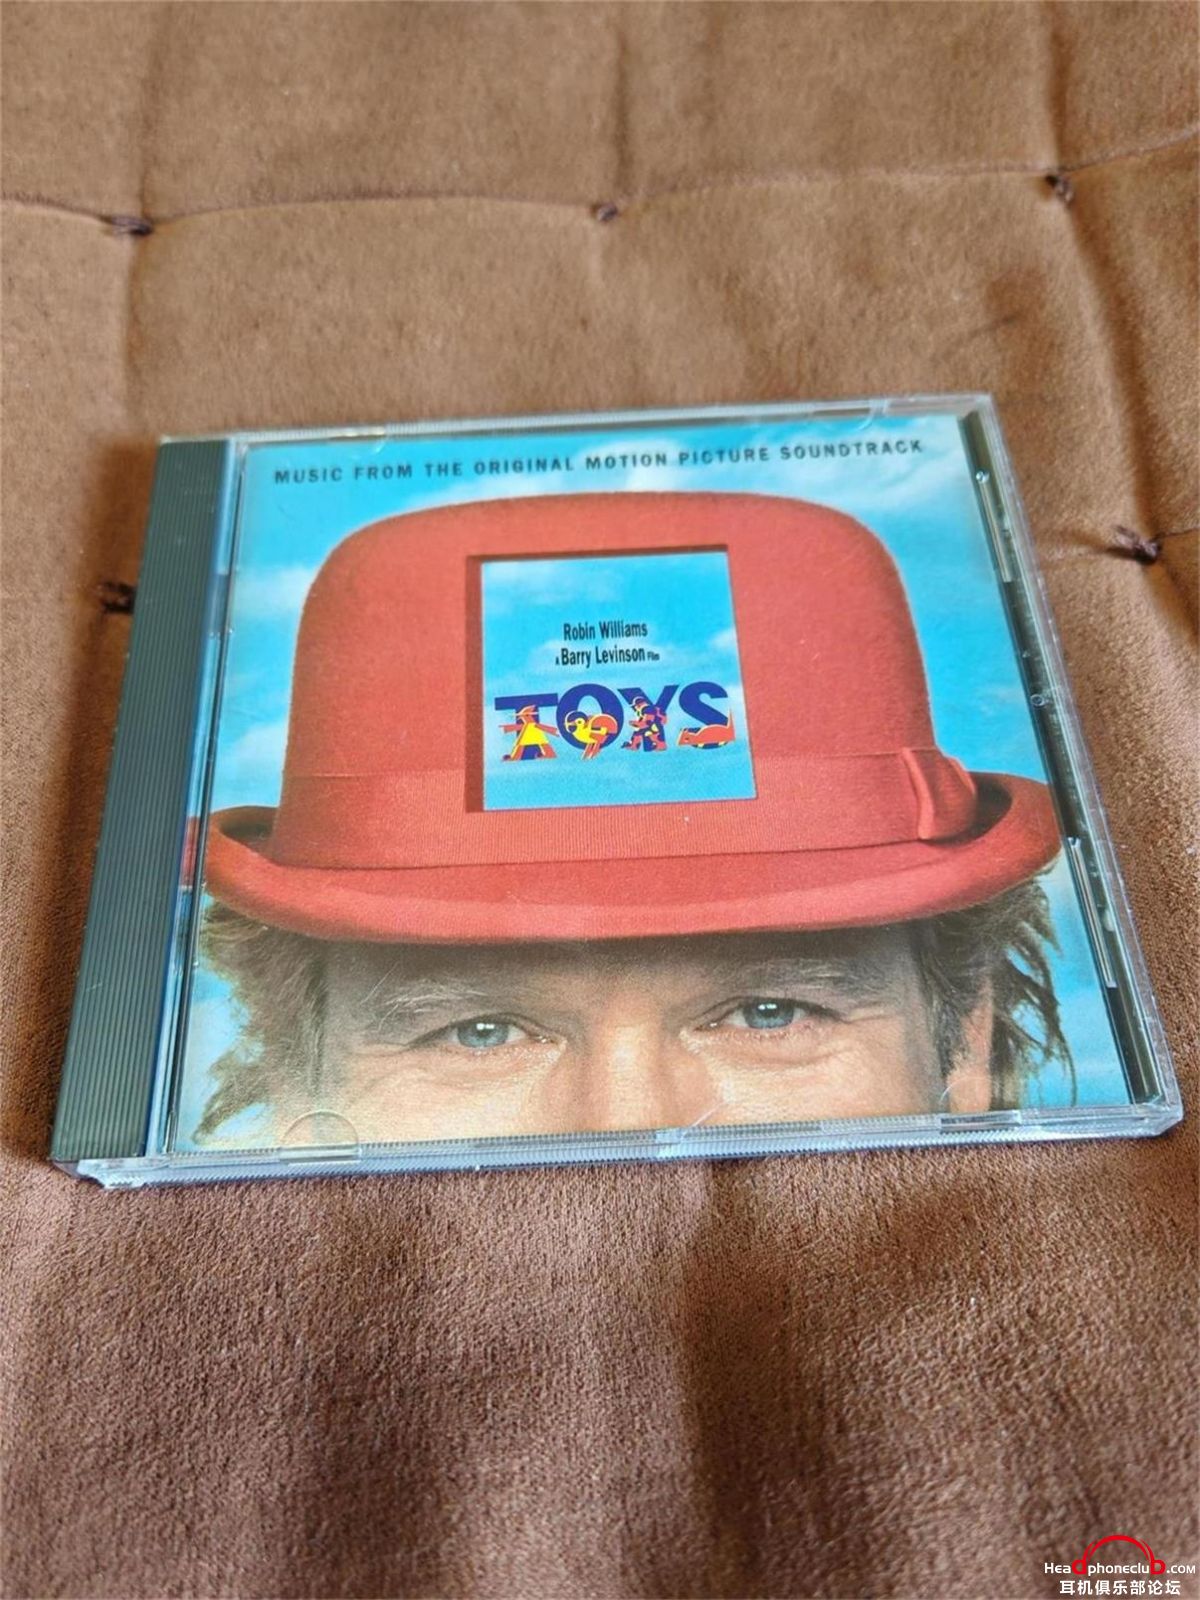 MUSIC FROM THE ORIGINAL MOTION PICTURE SOUNDTRACK
Robin Williams
A Barry Levinson Film
TOYS
Headphoneclub.com
耳机俱乐部论坛